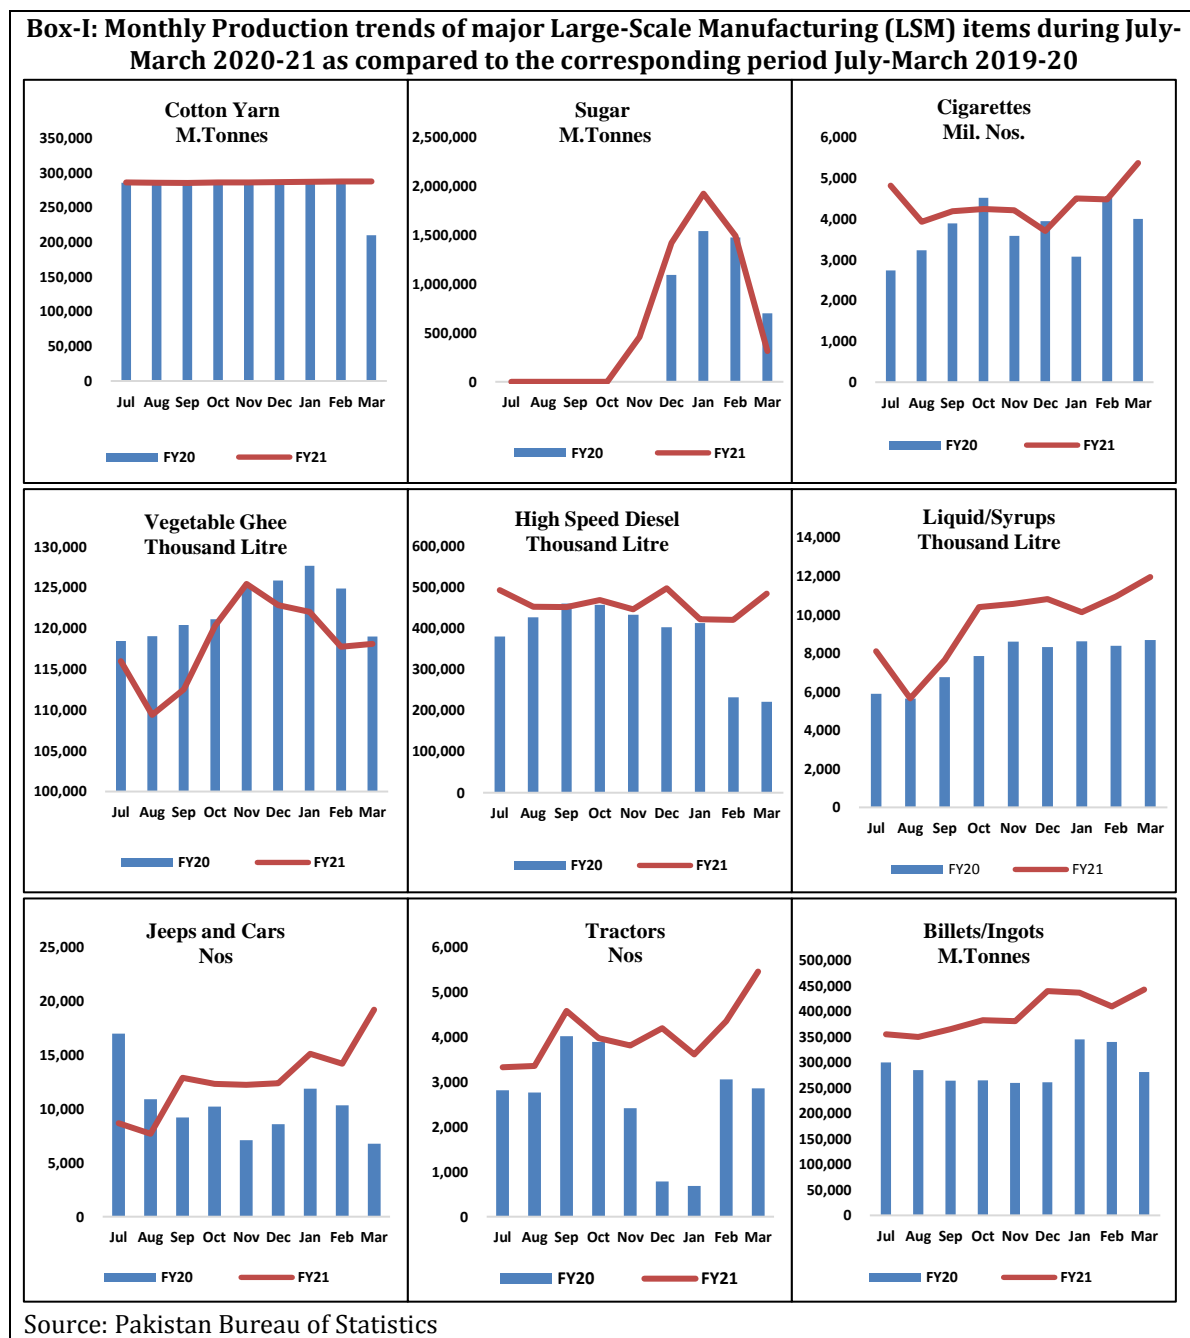 Box-I: Monthly Production trends of major Large-Scale Manufacturing (LSM) items during July-
March 2020-21 as compared to the corresponding period July-March 2019-20
Cotton Yarn
M.Tonnes
350,000
300,000
250,000
200,000
150,000
100,000
50,000
0
Jul Aug Sep Oct Nov Dec Jan Feb Mar
FY20 FY21
Sugar
M.Tonnes
2,500,000
2,000,000
1,500,000
1,000,000
500,000
0
Jul Aug Sep Oct Nov Dec Jan Feb Mar
FY20 FY21
Cigarettes
Mil. Nos.
6,000
5,000
4,000
3,000
2,000
1,000
0
Jul Aug Sep Oct Nov Dec Jan Feb Mar
FY20 FY21
Vegetable Ghee
Thousand Litre
130,000
125,000
120,000
115,000
110,000
105,000
100,000
Jul Aug Sep Oct Nov Dec Jan Feb Mar
FY20 FY21
High Speed Diesel
Thousand Litre
600,000
500,000
400,000
300,000
200,000
100,000
0
Jul Aug Sep Oct Nov Dec Jan Feb Mar
FY20 FY21
Liquid/Syrups
Thousand Litre
14,000
12,000
10,000
8,000
6,000
4,000
2,000
0
Jul Aug Sep Oct Nov Dec Jan Feb Mar
FY20 FY21
Jeeps and Cars
Nos
25,000
20,000
15,000
10,000
5,000
0
Jul Aug Sep Oct Nov Dec Jan Feb Mar
FY20 FY21
Tractors
Nos
6,000
5,000
4,000
3,000
2,000
1,000
0
Jul Aug Sep Oct Nov Dec Jan Feb Mar
FY20 FY21
Billets/Ingots
M.Tonnes
500,000
450,000
400,000
350,000
300,000
250,000
200,000
150,000
100,000
50,000
0
Jul Aug Sep Oct Nov Dec Jan Feb Mar
FY20 FY21
Source: Pakistan Bureau of Statistics